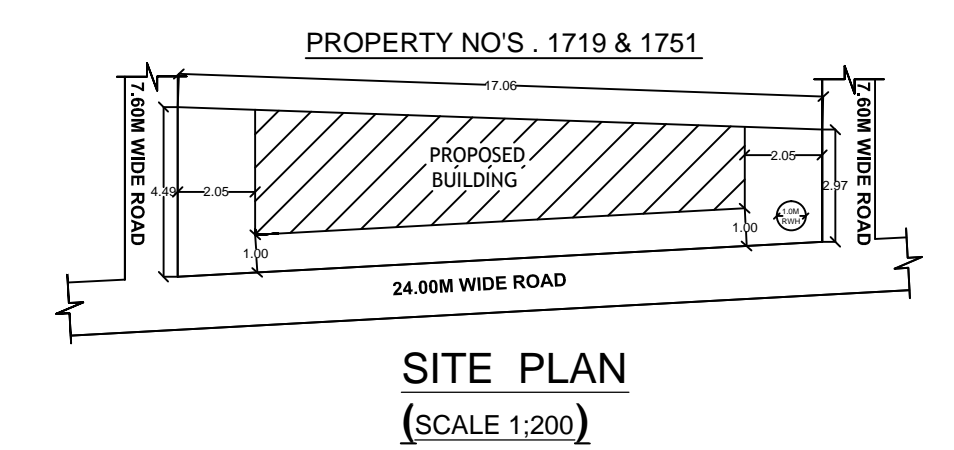 PROPERTY NO'S . 1719 & 1751
17.06
7.60M WIDE ROAD
7.60M WIDE ROAD
PROPOSED
BUILDING
4.49
2.05
2.05
2.97
1.0M
RWH
1.00
1.00
24.00M WIDE ROAD
SITE PLAN
(SCALE 1;200)